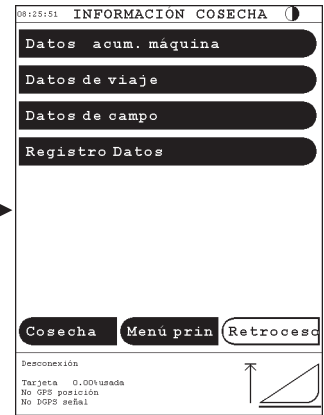 08:25:51 INFORMACIÓN COSECHA
Datos acum. máquina
Datos de viaje
Datos de campo
Registro Datos
Cosecha Menú prin Retroceso
Desconexión
Tarjeta 0.00%usada
No GPS posición
No DGPS señal